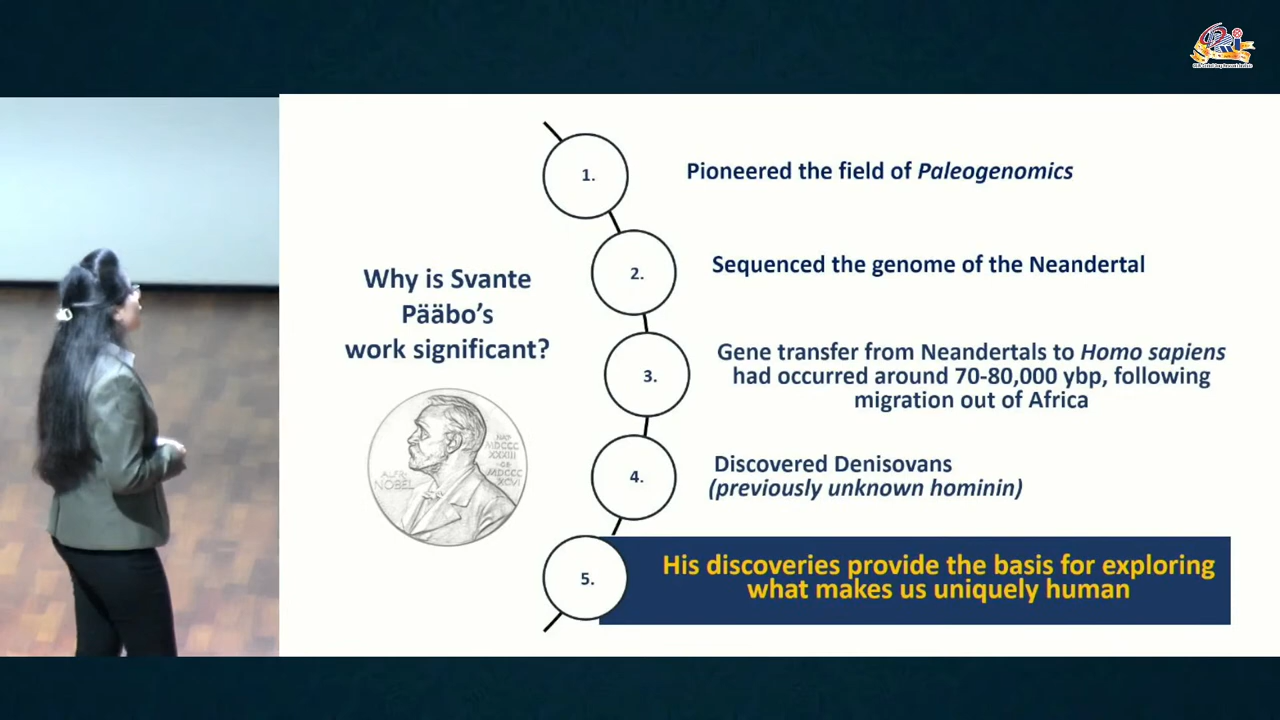 Why is Svante
Pääbo's
work significant?
1.
Pioneered the field of Paleogenomics
2.
Sequenced the genome of the Neandertal
3.
Gene transfer from Neandertals to Homo sapiens
had occurred around 70-80,000 ybp, following
migration out of Africa
4.
Discovered Denisovans
(previously unknown hominin)
5.
His discoveries provide the basis for exploring
what makes us uniquely human
ALFR.
NOBEL